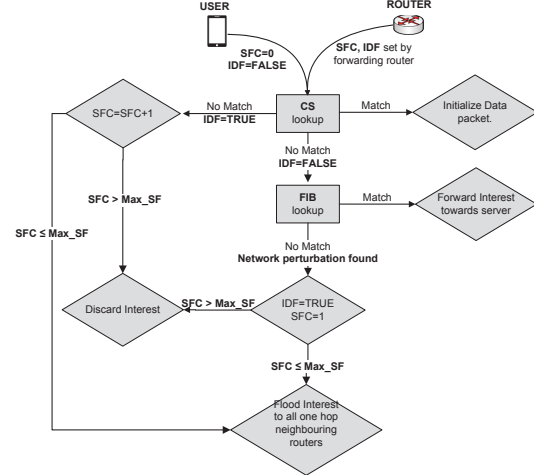 USER
ROUTER
SFC=0
IDF=FALSE
SFC, IDF set by
forwarding router
SFC=SFC+1
No Match
IDF=TRUE
CS
lookup
Match
Initialize Data
packet.
No Match
IDF=FALSE
FIB
lookup
Match
Forward Interest
towards server
SFC > Max_SF
SFC ≤ Max_SF
No Match
Network perturbation found
Discard Interest
SFC > Max_SF
IDF=TRUE
SFC=1
SFC ≤ Max_SF
Flood Interest
to all one hop
neighbouring
routers